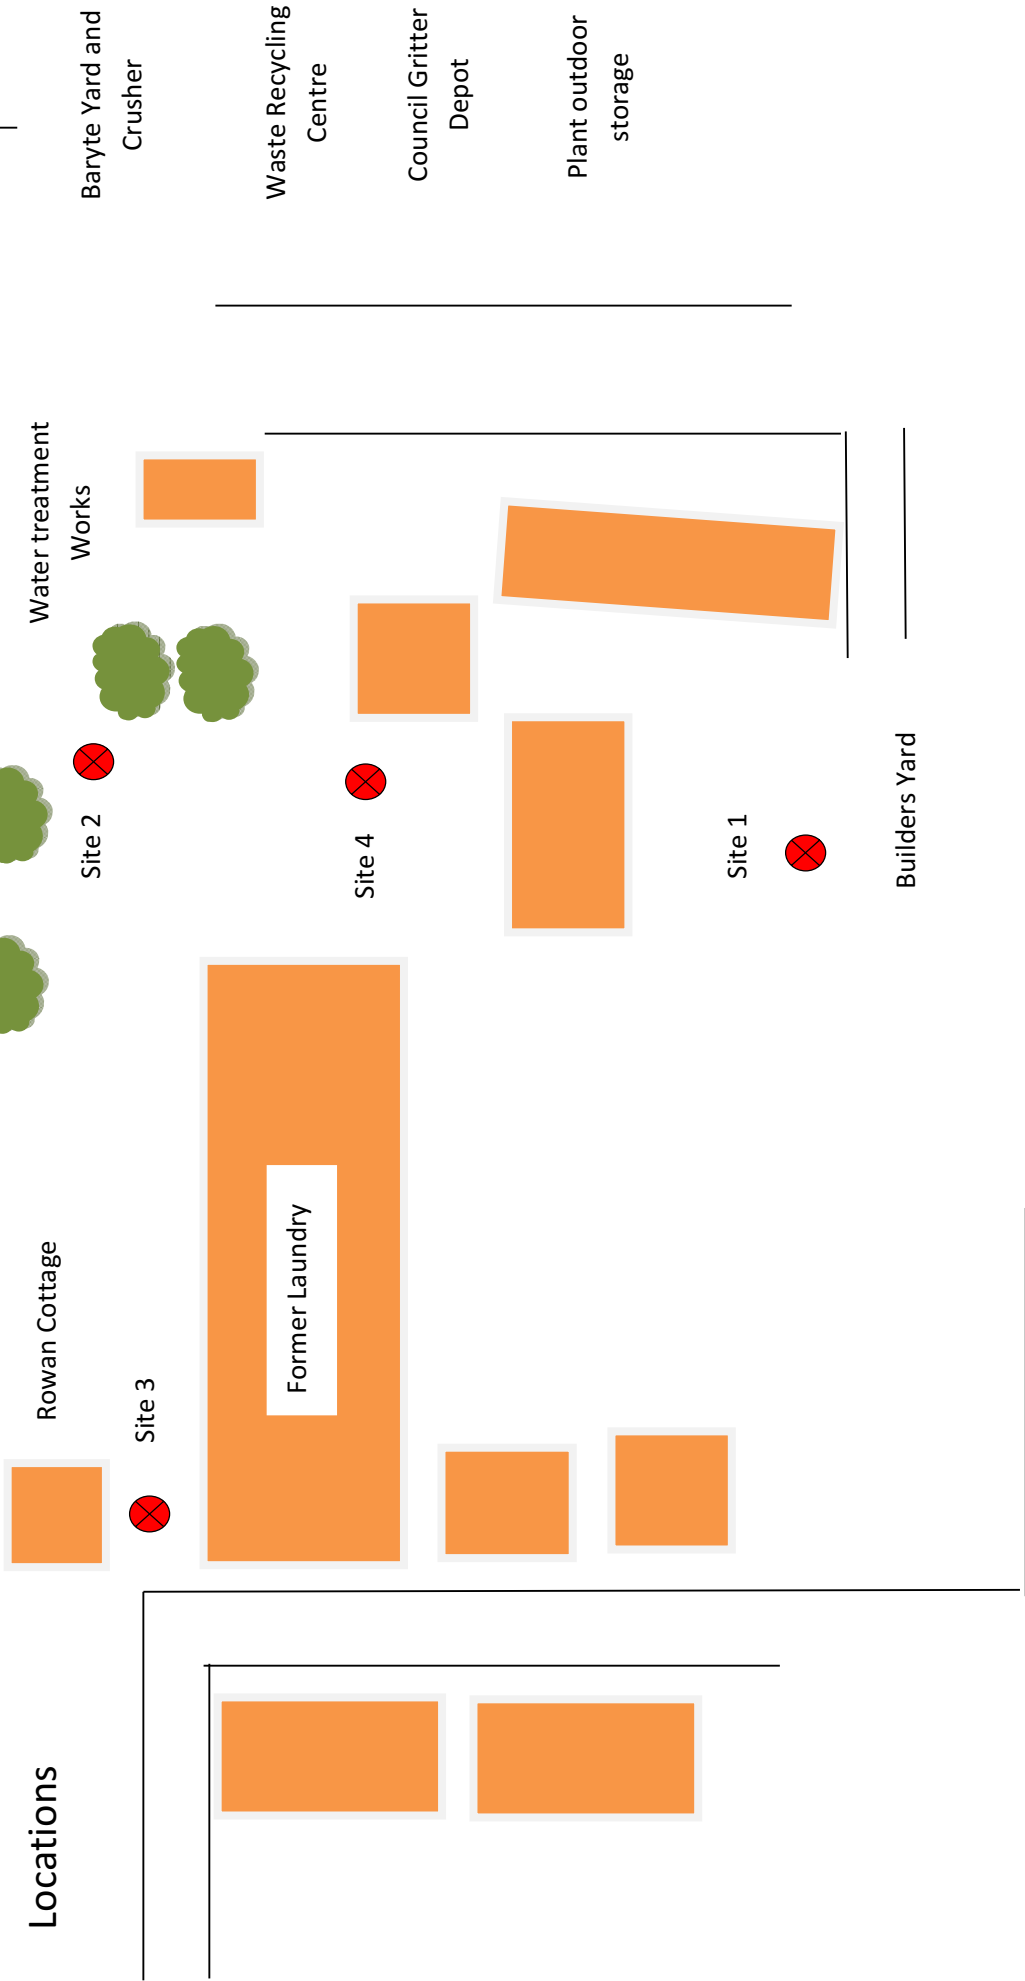 Locations
Rowan Cottage
Site 3
Former Laundry
Site 2
Site 4
Site 1
Builders Yard
Water treatment
Works
Baryte Yard and
Crusher
Waste Recycling
Centre
Council Gritter
Depot
Plant outdoor
storage